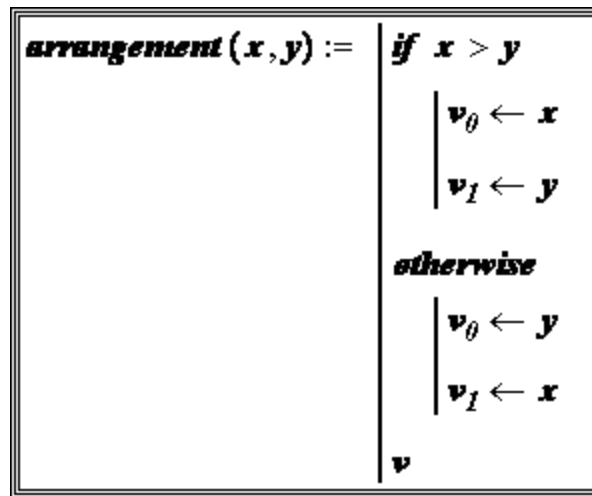 arrangement(x,y):= if x > y
v₀ ← x
v₁ ← y
otherwise
v₀ ← y
v₁ ← x
v